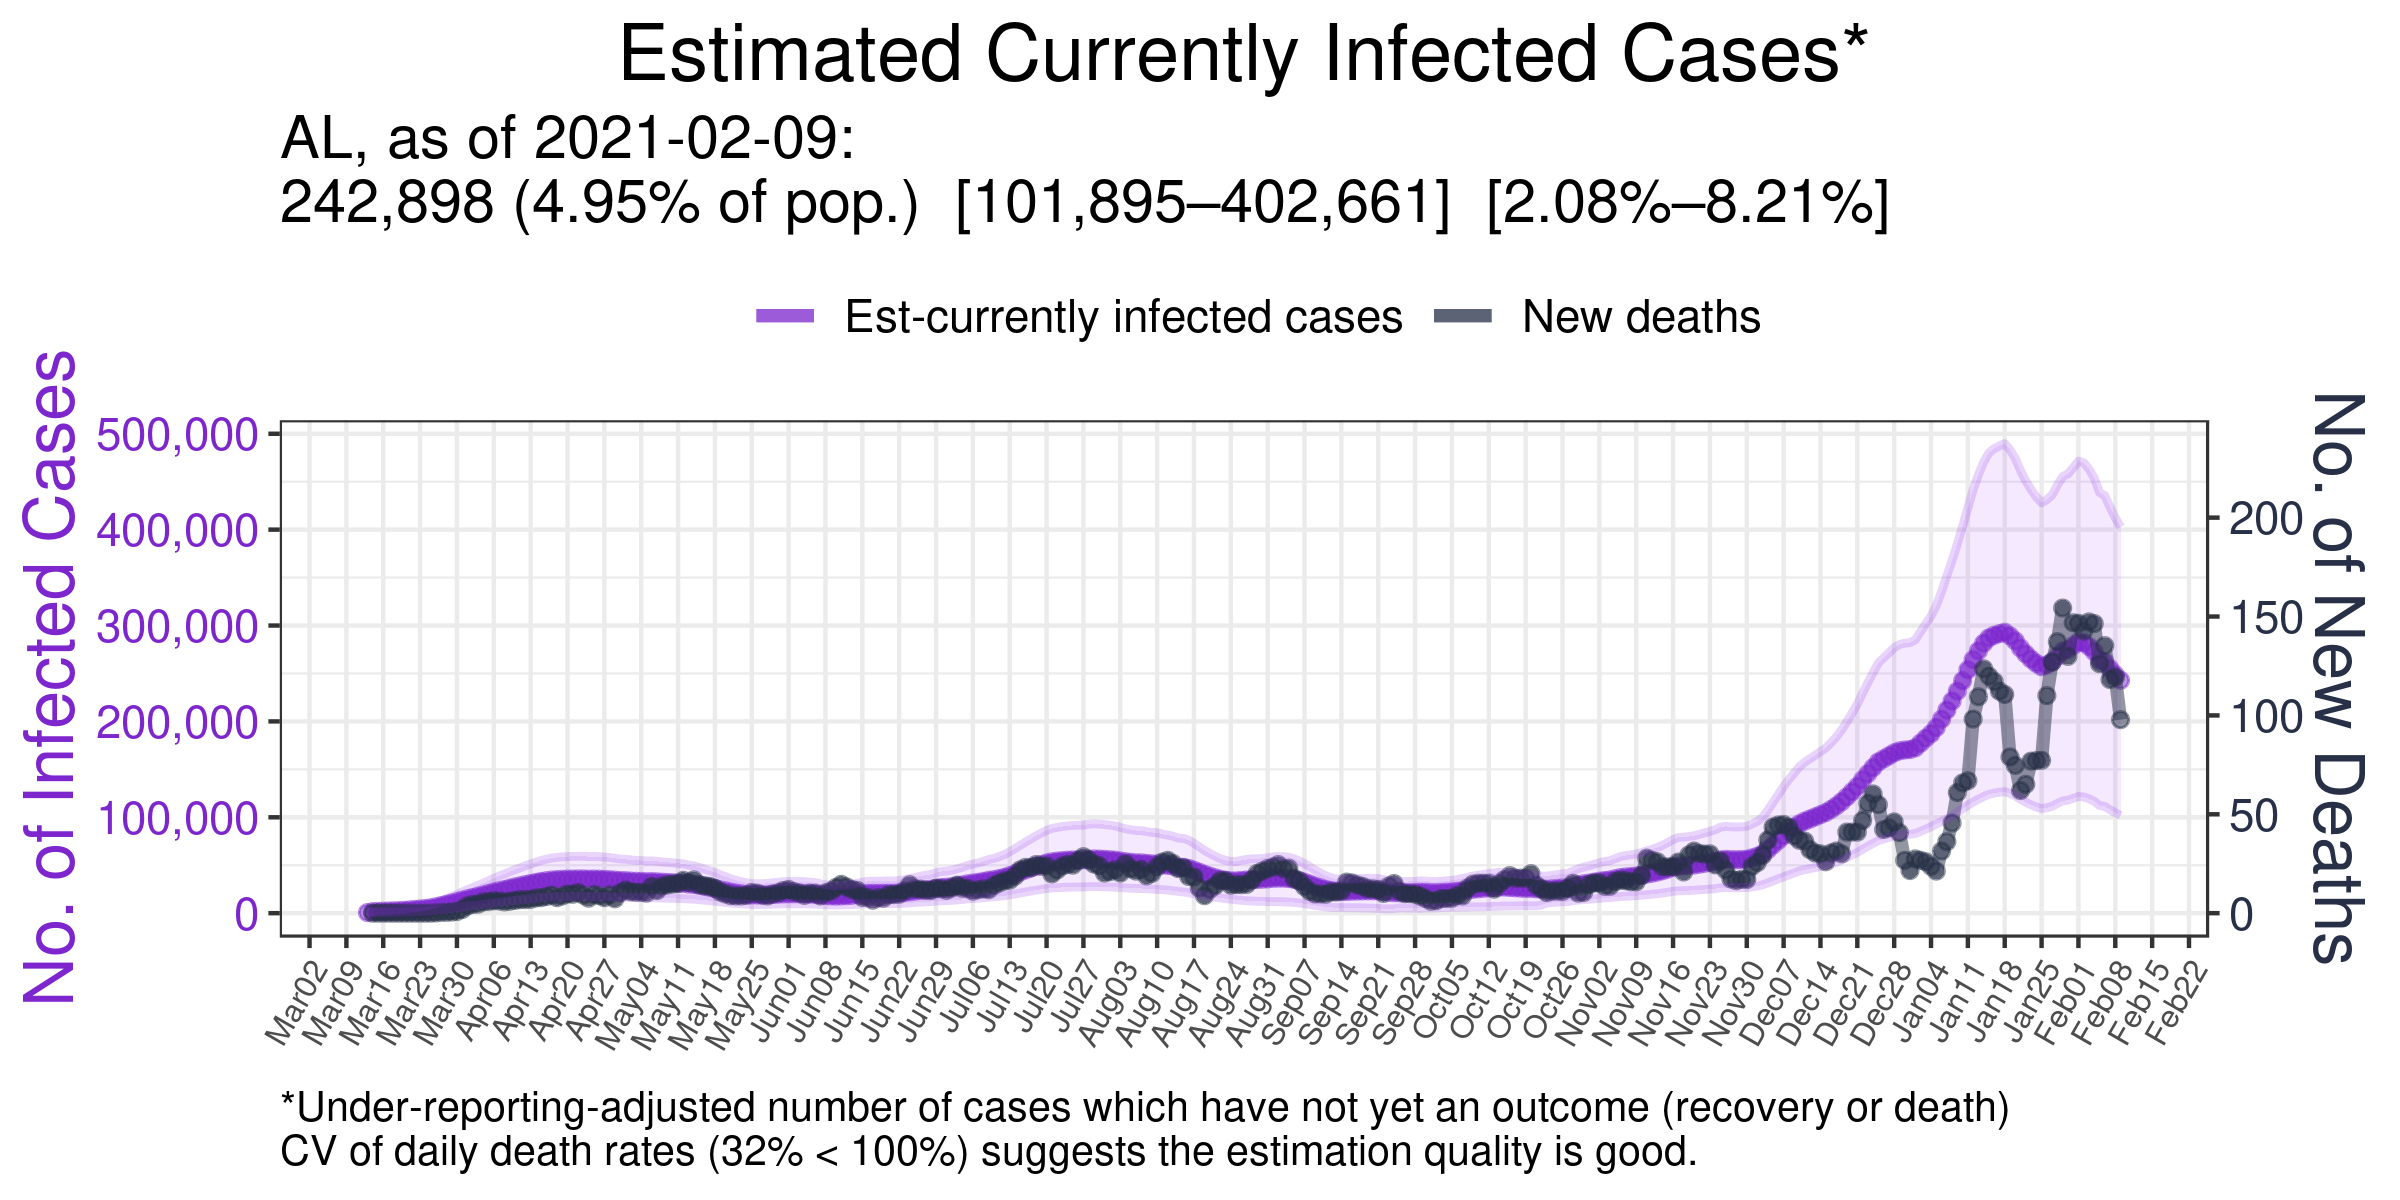 Estimated Currently Infected Cases*
AL, as of 2021-02-09:
242,898 (4.95% of pop.)  [101,895–402,661]  [2.08%–8.21%]
Est-currently infected cases
New deaths
No. of Infected Cases
500,000
400,000
300,000
200,000
100,000
0
200
150
100
50
0
No. of New Deaths
Mar02
Mar09
Mar16
Mar23
Mar30
Apr06
Apr13
Apr20
Apr27
May04
May11
May18
May25
Jun01
Jun08
Jun15
Jun22
Jun29
Jul06
Jul13
Jul20
Jul27
Aug03
Aug10
Aug17
Aug24
Aug31
Sep07
Sep14
Sep21
Sep28
Oct05
Oct12
Oct19
Oct26
Nov02
Nov09
Nov16
Nov23
Nov30
Dec07
Dec14
Dec21
Dec28
Jan04
Jan11
Jan18
Jan25
Feb01
Feb08
Feb15
Feb22
*Under-reporting-adjusted number of cases which have not yet an outcome (recovery or death)
CV of daily death rates (32% < 100%) suggests the estimation quality is good.